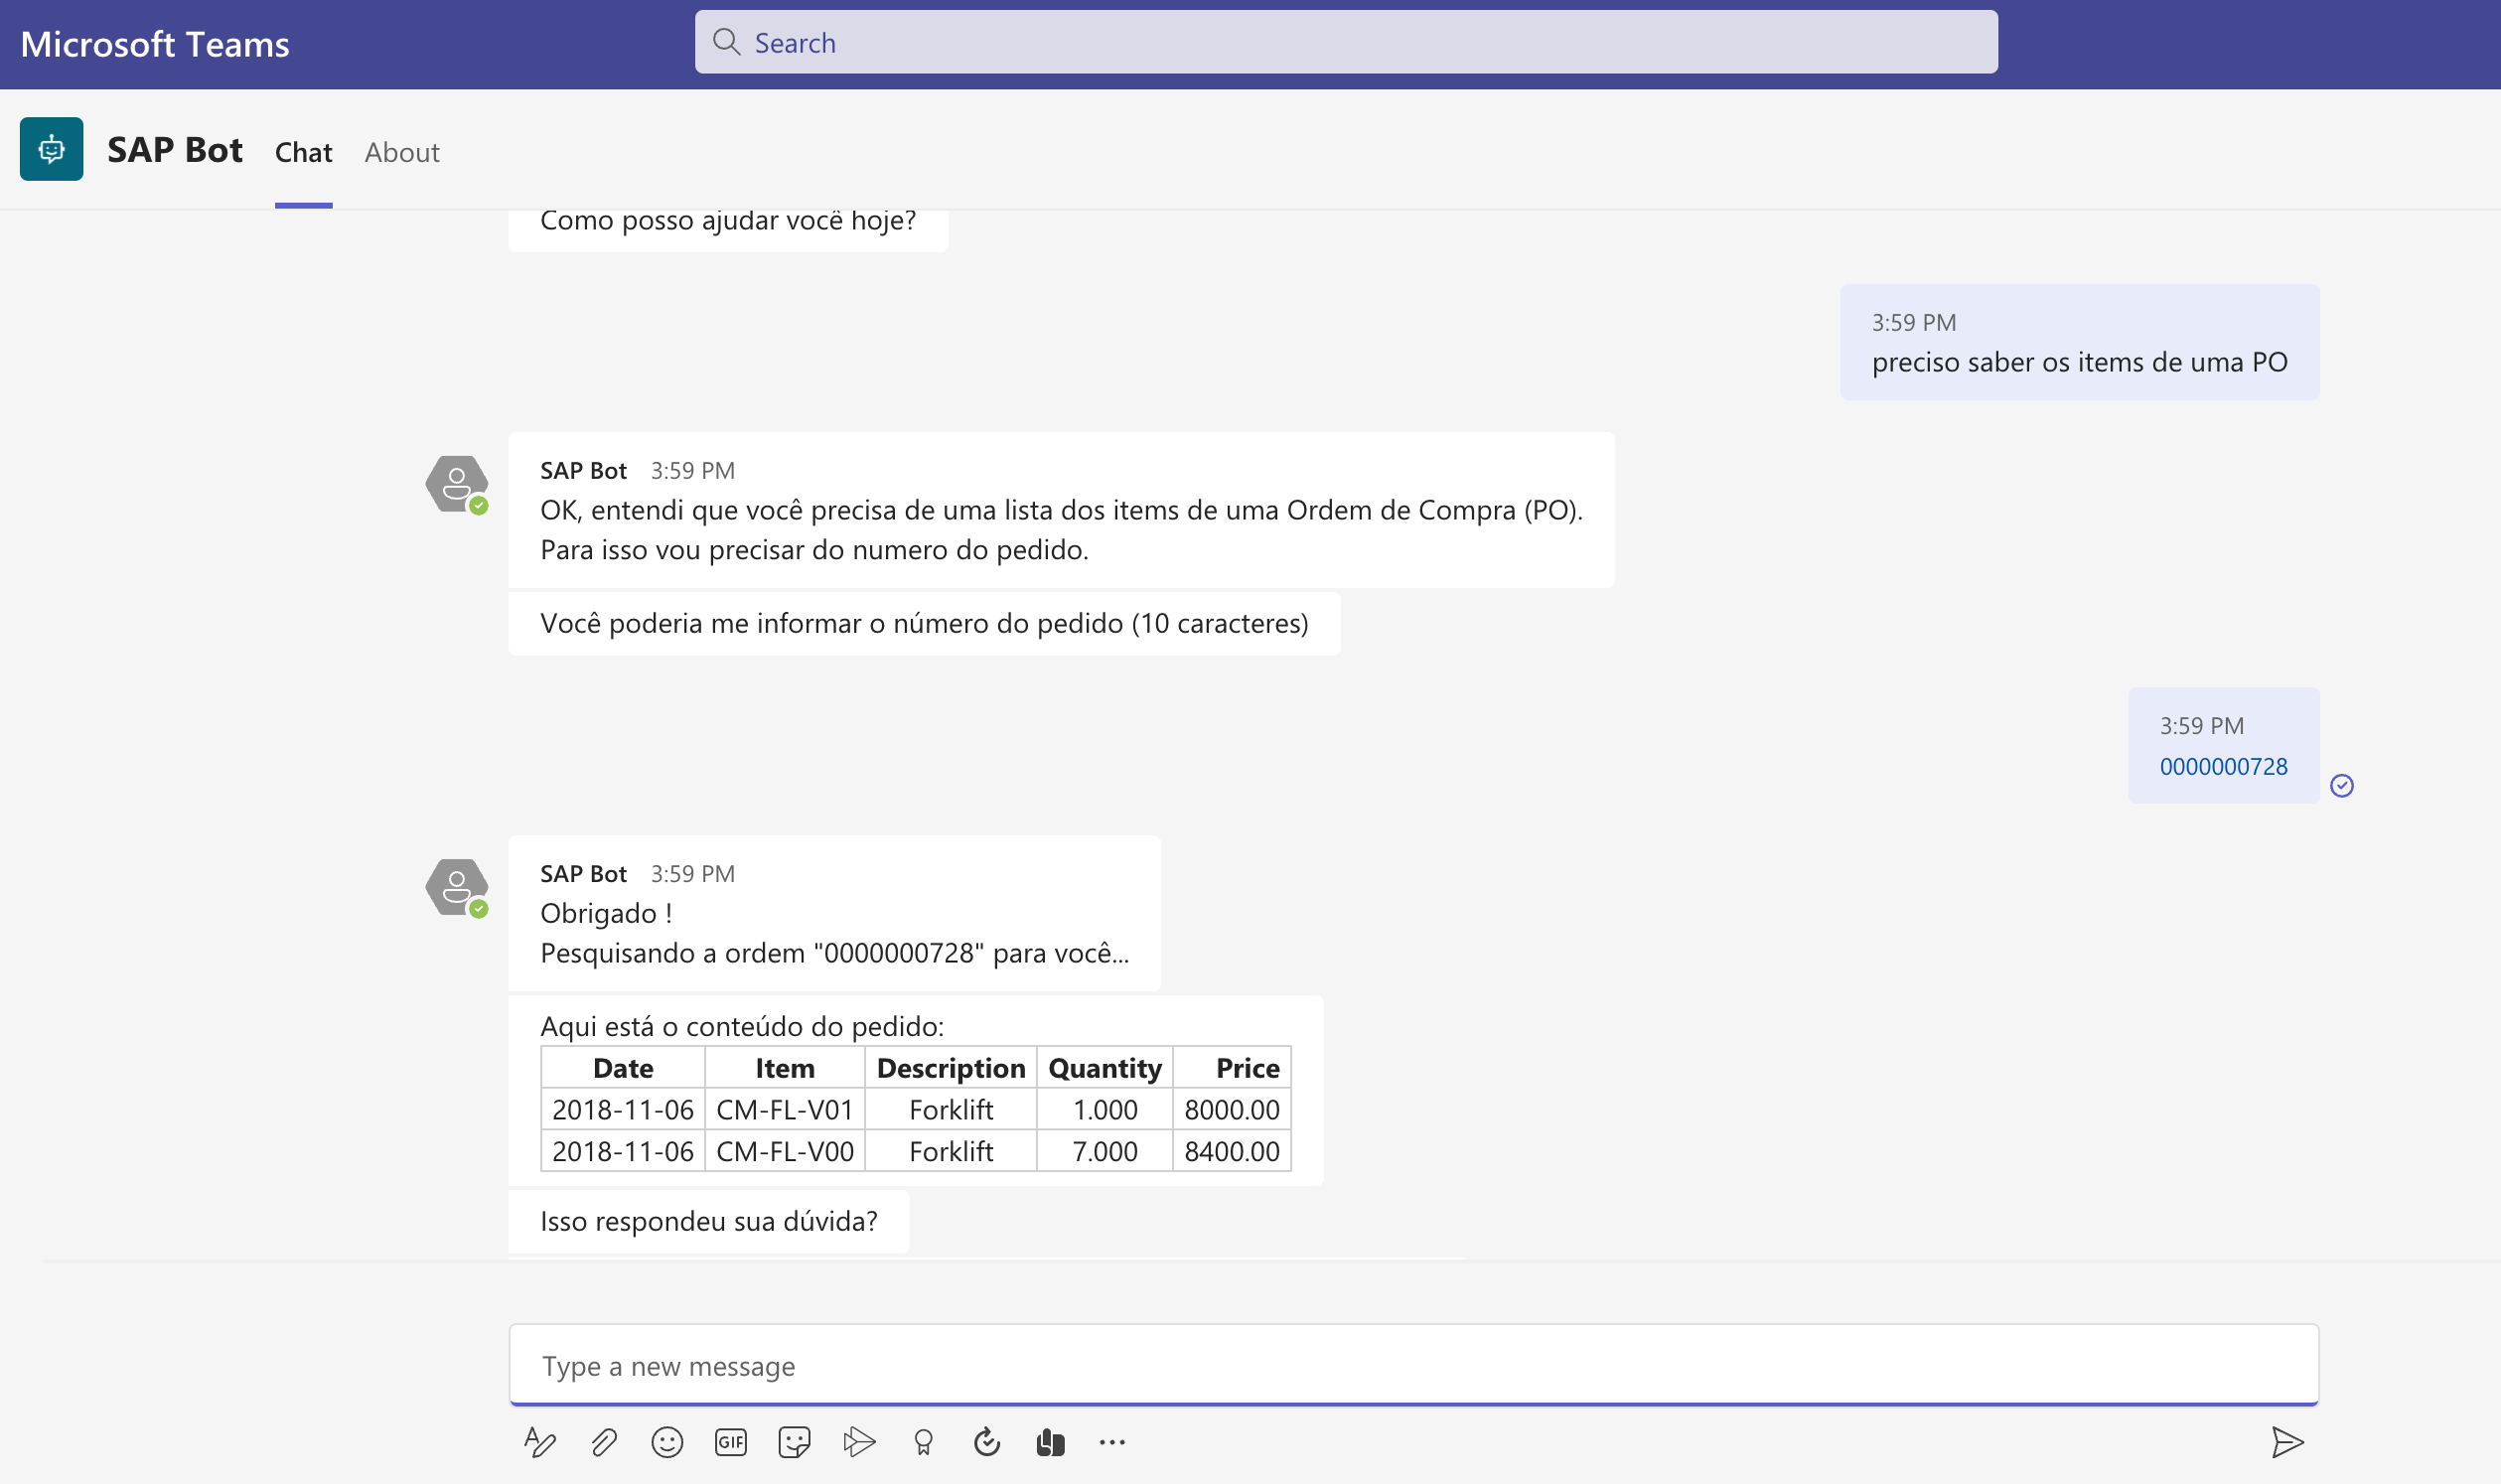 Microsoft Teams
Search
SAP Bot Chat About
Como posso ajudar você hoje?
3:59 PM
preciso saber os items de uma PO
SAP Bot 3:59 PM
OK, entendi que você precisa de uma lista dos items de uma Ordem de Compra (PO).
Para isso vou precisar do numero do pedido.
Você poderia me informar o número do pedido (10 caracteres)
3:59 PM
0000000728
SAP Bot 3:59 PM
Obrigado !
Pesquisando a ordem "0000000728" para você...
Aqui está o conteúdo do pedido:
Date Item Description Quantity Price
2018-11-06 CM-FL-V01 Forklift 1.000 8000.00
2018-11-06 CM-FL-V00 Forklift 7.000 8400.00
Isso respondeu sua dúvida?
Type a new message
GIF